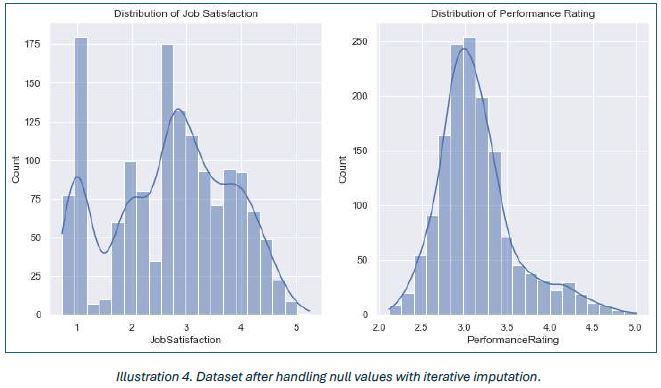 Distribution of Job Satisfaction
175
150
125
100
75
50
25
0
Count
1 2 3 4 5
JobSatisfaction
Distribution of Performance Rating
250
200
150
100
50
0
Count
2.0 2.5 3.0 3.5 4.0 4.5 5.0
PerformanceRating
Illustration 4. Dataset after handling null values with iterative imputation.